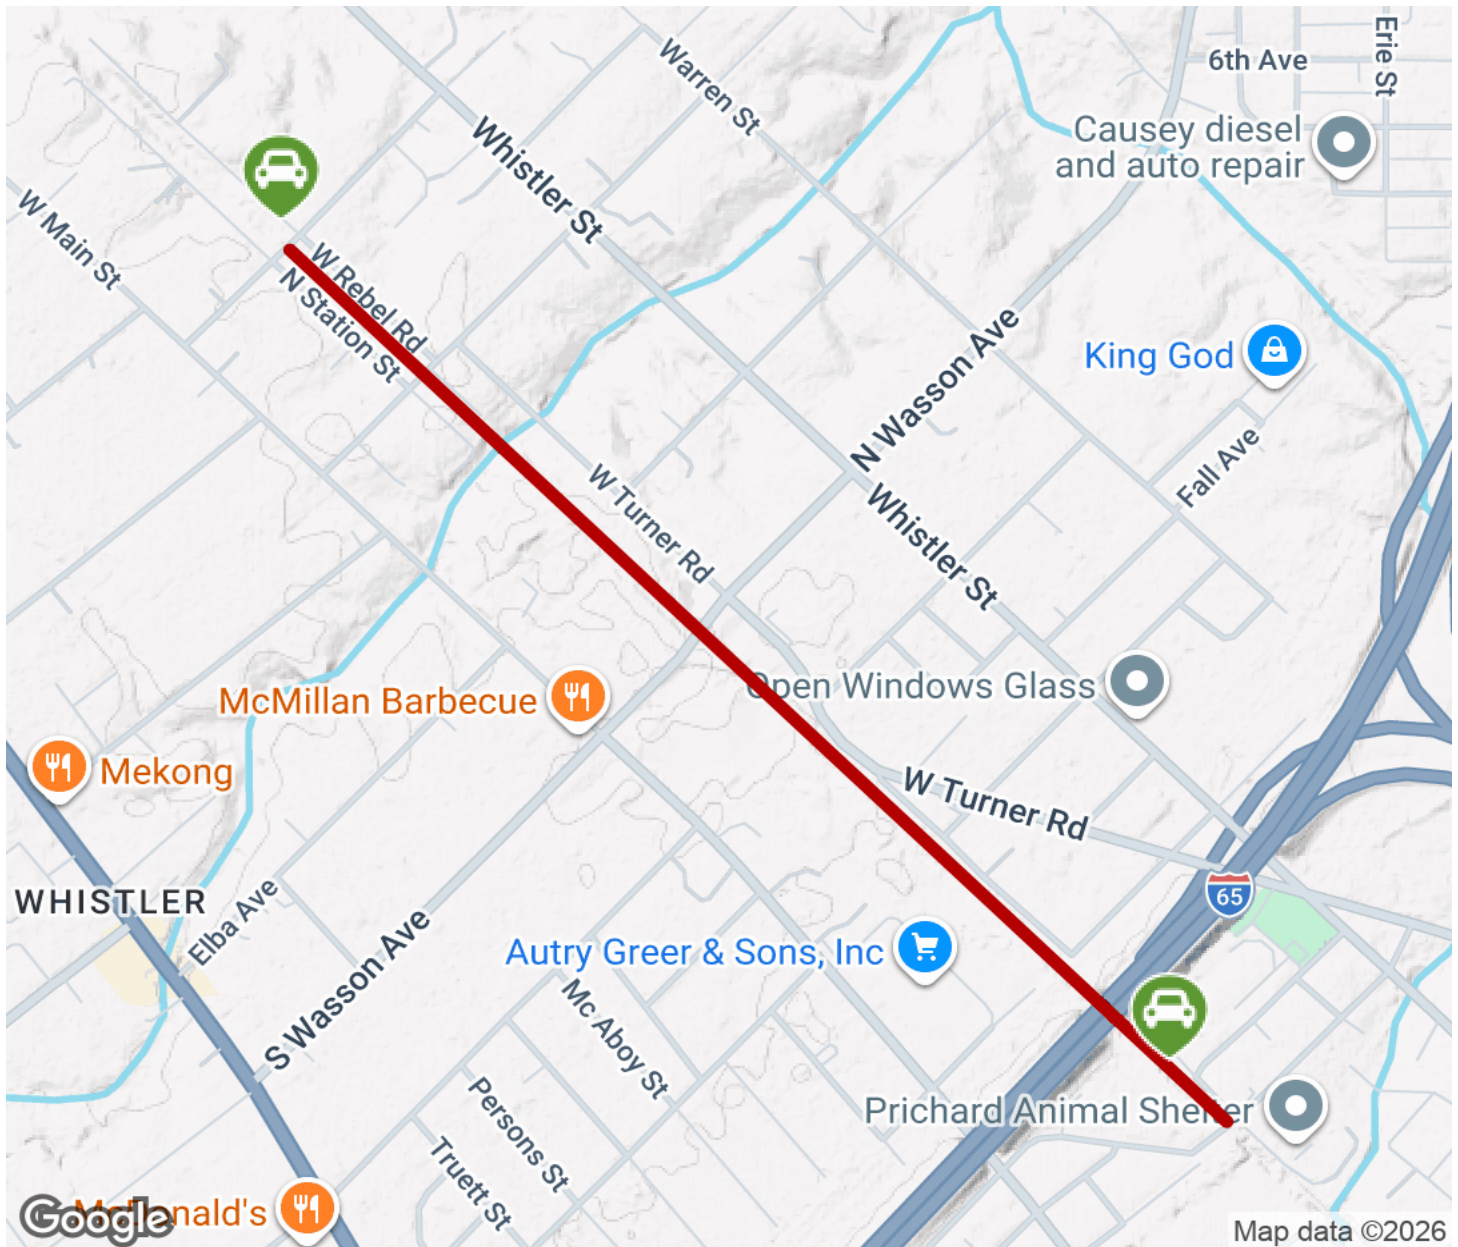 Erie St
6th Ave
Warren St
Causey diesel
and auto repair
Whistler St
W Main St
W Rebel Rd
N Station St
N Wasson Ave
King God
Fall Ave
W Turner Rd
Whistler St
Open Windows Glass
McMillan Barbecue
Mekong
W Turner Rd
65
WHISTLER
Elba Ave
S Wasson Ave
Autry Greer & Sons, Inc
Mc Aboy St
Persons St
Prichard Animal Shelter
Truett St
McDonald's
Google
Map data ©2026